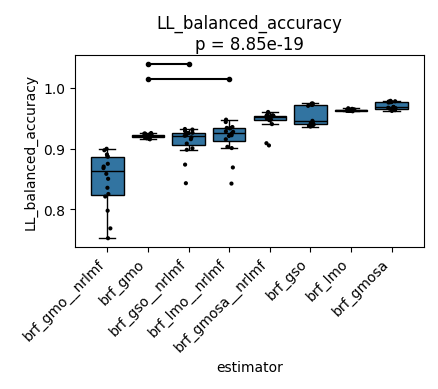 LL_balanced_accuracy
p = 8.85e-19
LL_balanced_accuracy
1.0
0.9
0.8
brf_gmo__nrlmf
brf_gmo
brf_gso__nrlmf
brf_lmo__nrlmf
brf_gmosa__nrlmf
brf_gso
brf_lmo
brf_gmosa
estimator